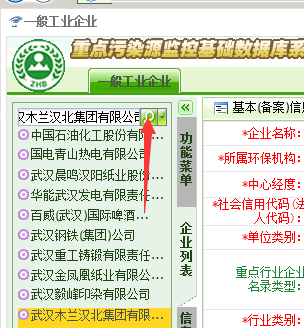 一般工业企业
重点污染源监控基础数据库系
ZHB
一般工业企业
汉木兰汉北集团有限公司
中国石油化工股份有限...
国电青山热电有限公司
武汉晨鸣汉阳纸业股份...
华能武汉发电有限责任...
百威(武汉)国际啤酒...
武汉钢铁(集团)公司
武汉重工铸锻有限责任...
武汉金凤凰纸业有限公司
武汉毅峰印染有限公司
武汉木兰汉北集团有限...
功能菜单
企业列表
信
基本(备案)信息
*企业名称:
*所属环保机构:
*中心经度:
*社会信用代码(法
人代码):
*单位类别:
重点行业企业
名录类型:
*行业类别: